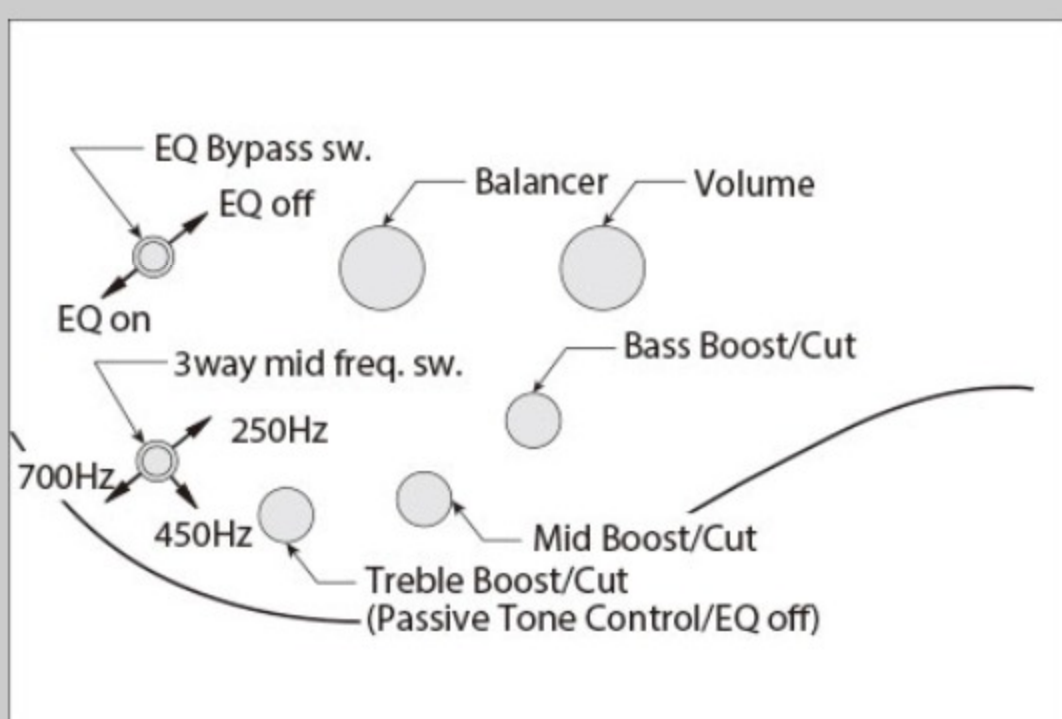 EQ Bypass sw.
EQ off
EQ on
Balancer
Volume
3way mid freq. sw.
250Hz
700Hz
450Hz
Bass Boost/Cut
Mid Boost/Cut
Treble Boost/Cut
(Passive Tone Control/EQ off)